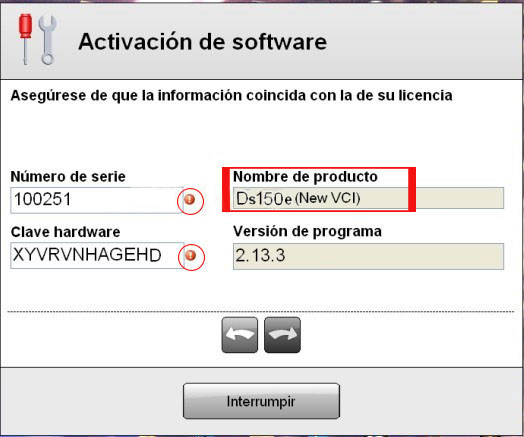 Activación de software
Asegúrese de que la información coincida con la de su licencia
Número de serie
Nombre de producto
100251
Ds150e (New VCI)
Clave hardware
Versión de programa
XYVRVNHAGEHD
2.13.3
Interrumpir